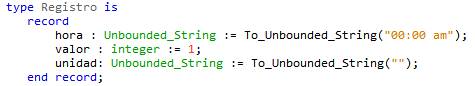 type Registro is
record
hora : Unbounded_String := To_Unbounded_String("00:00 am");
valor : integer := 1;
unidad: Unbounded_String := To_Unbounded_String("");
end record;